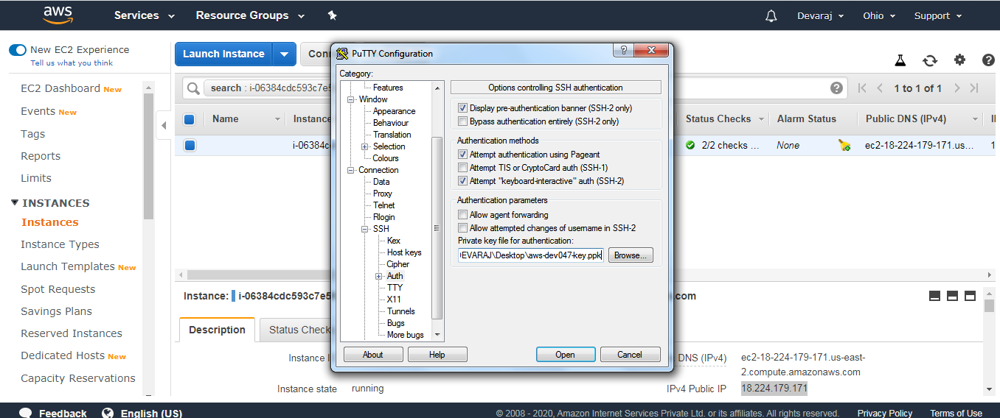 aws
Services
Resource Groups
Devaraj
Ohio
Support
New EC2 Experience
Tell us what you think
EC2 Dashboard New
Events New
Tags
Reports
Limits
INSTANCES
Instances
Instance Types
Launch Templates New
Spot Requests
Savings Plans
Reserved Instances
Dedicated Hosts New
Capacity Reservations
Launch Instance
Conn
search : i-06384cdc593c7e5
1 to 1 of 1
Name
Instance
Status Checks
Alarm Status
Public DNS (IPv4)
i-06384cd
2/2 checks ...
None
ec2-18-224-179-171.us...
PuTTY Configuration
Category:
Features
Window
Appearance
Behaviour
Translation
Selection
Colours
Connection
Data
Proxy
Telnet
Rlogin
SSH
Kex
Host keys
Cipher
Auth
TTY
X11
Tunnels
Bugs
More bugs
Options controlling SSH authentication
Display pre-authentication banner (SSH-2 only)
Bypass authentication entirely (SSH-2 only)
Authentication methods
Attempt authentication using Pageant
Attempt TIS or CryptoCard auth (SSH-1)
Attempt "keyboard-interactive" auth (SSH-2)
Authentication parameters
Allow agent forwarding
Allow attempted changes of username in SSH-2
Private key file for authentication:
EVARAJ\Desktop\aws-dev047-key.ppk
Browse...
About
Help
Open
Cancel
Instance: i-06384cdc593c7e5
.com
Description
Status Check
Instance I
DNS (IPv4)
ec2-18-224-179-171.us-east-
2.compute.amazonaws.com
Instance state
running
IPv4 Public IP
18.224.179.171
Feedback
English (US)
© 2008 - 2020, Amazon Internet Services Private Ltd. or its affiliates. All rights reserved.
Privacy Policy
Terms of Use